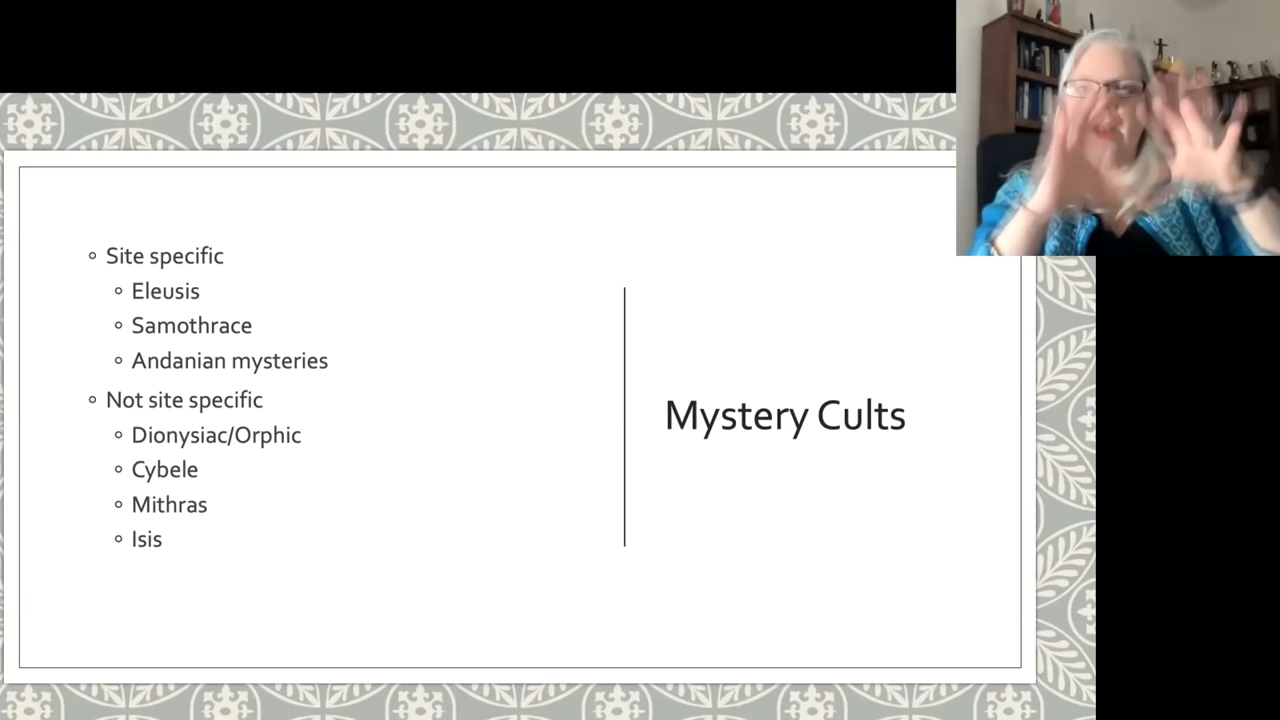 Site specific
Eleusis
Samothrace
Andanian mysteries
Not site specific
Dionysiac/Orphic
Cybele
Mithras
Isis
Mystery Cults